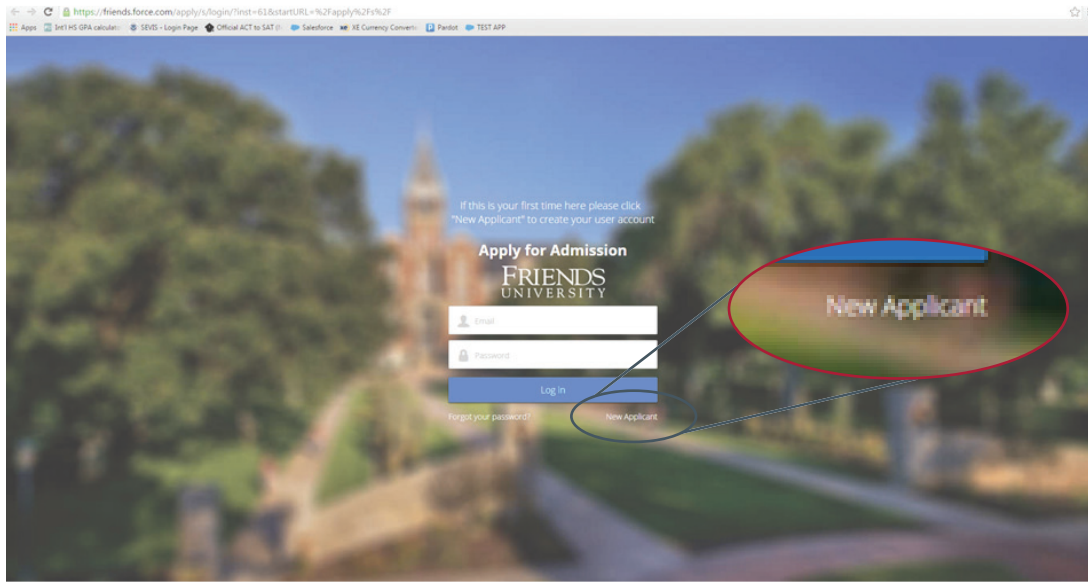 https://friends.force.com/apply/s/login/?inst=61&startURL=%2Fapply%2Fs%2F
Apps Int'l HS GPA calculato SEVIS - Login Page Official ACT to SAT Salesforce XE Currency Converte Pardot TEST APP
If this is your first time here please click
"New Applicant" to create your user account
Apply for Admission
FRIENDS
UNIVERSITY
Email
Password
Log In
Forgot your password? New Applicant
New Applicant